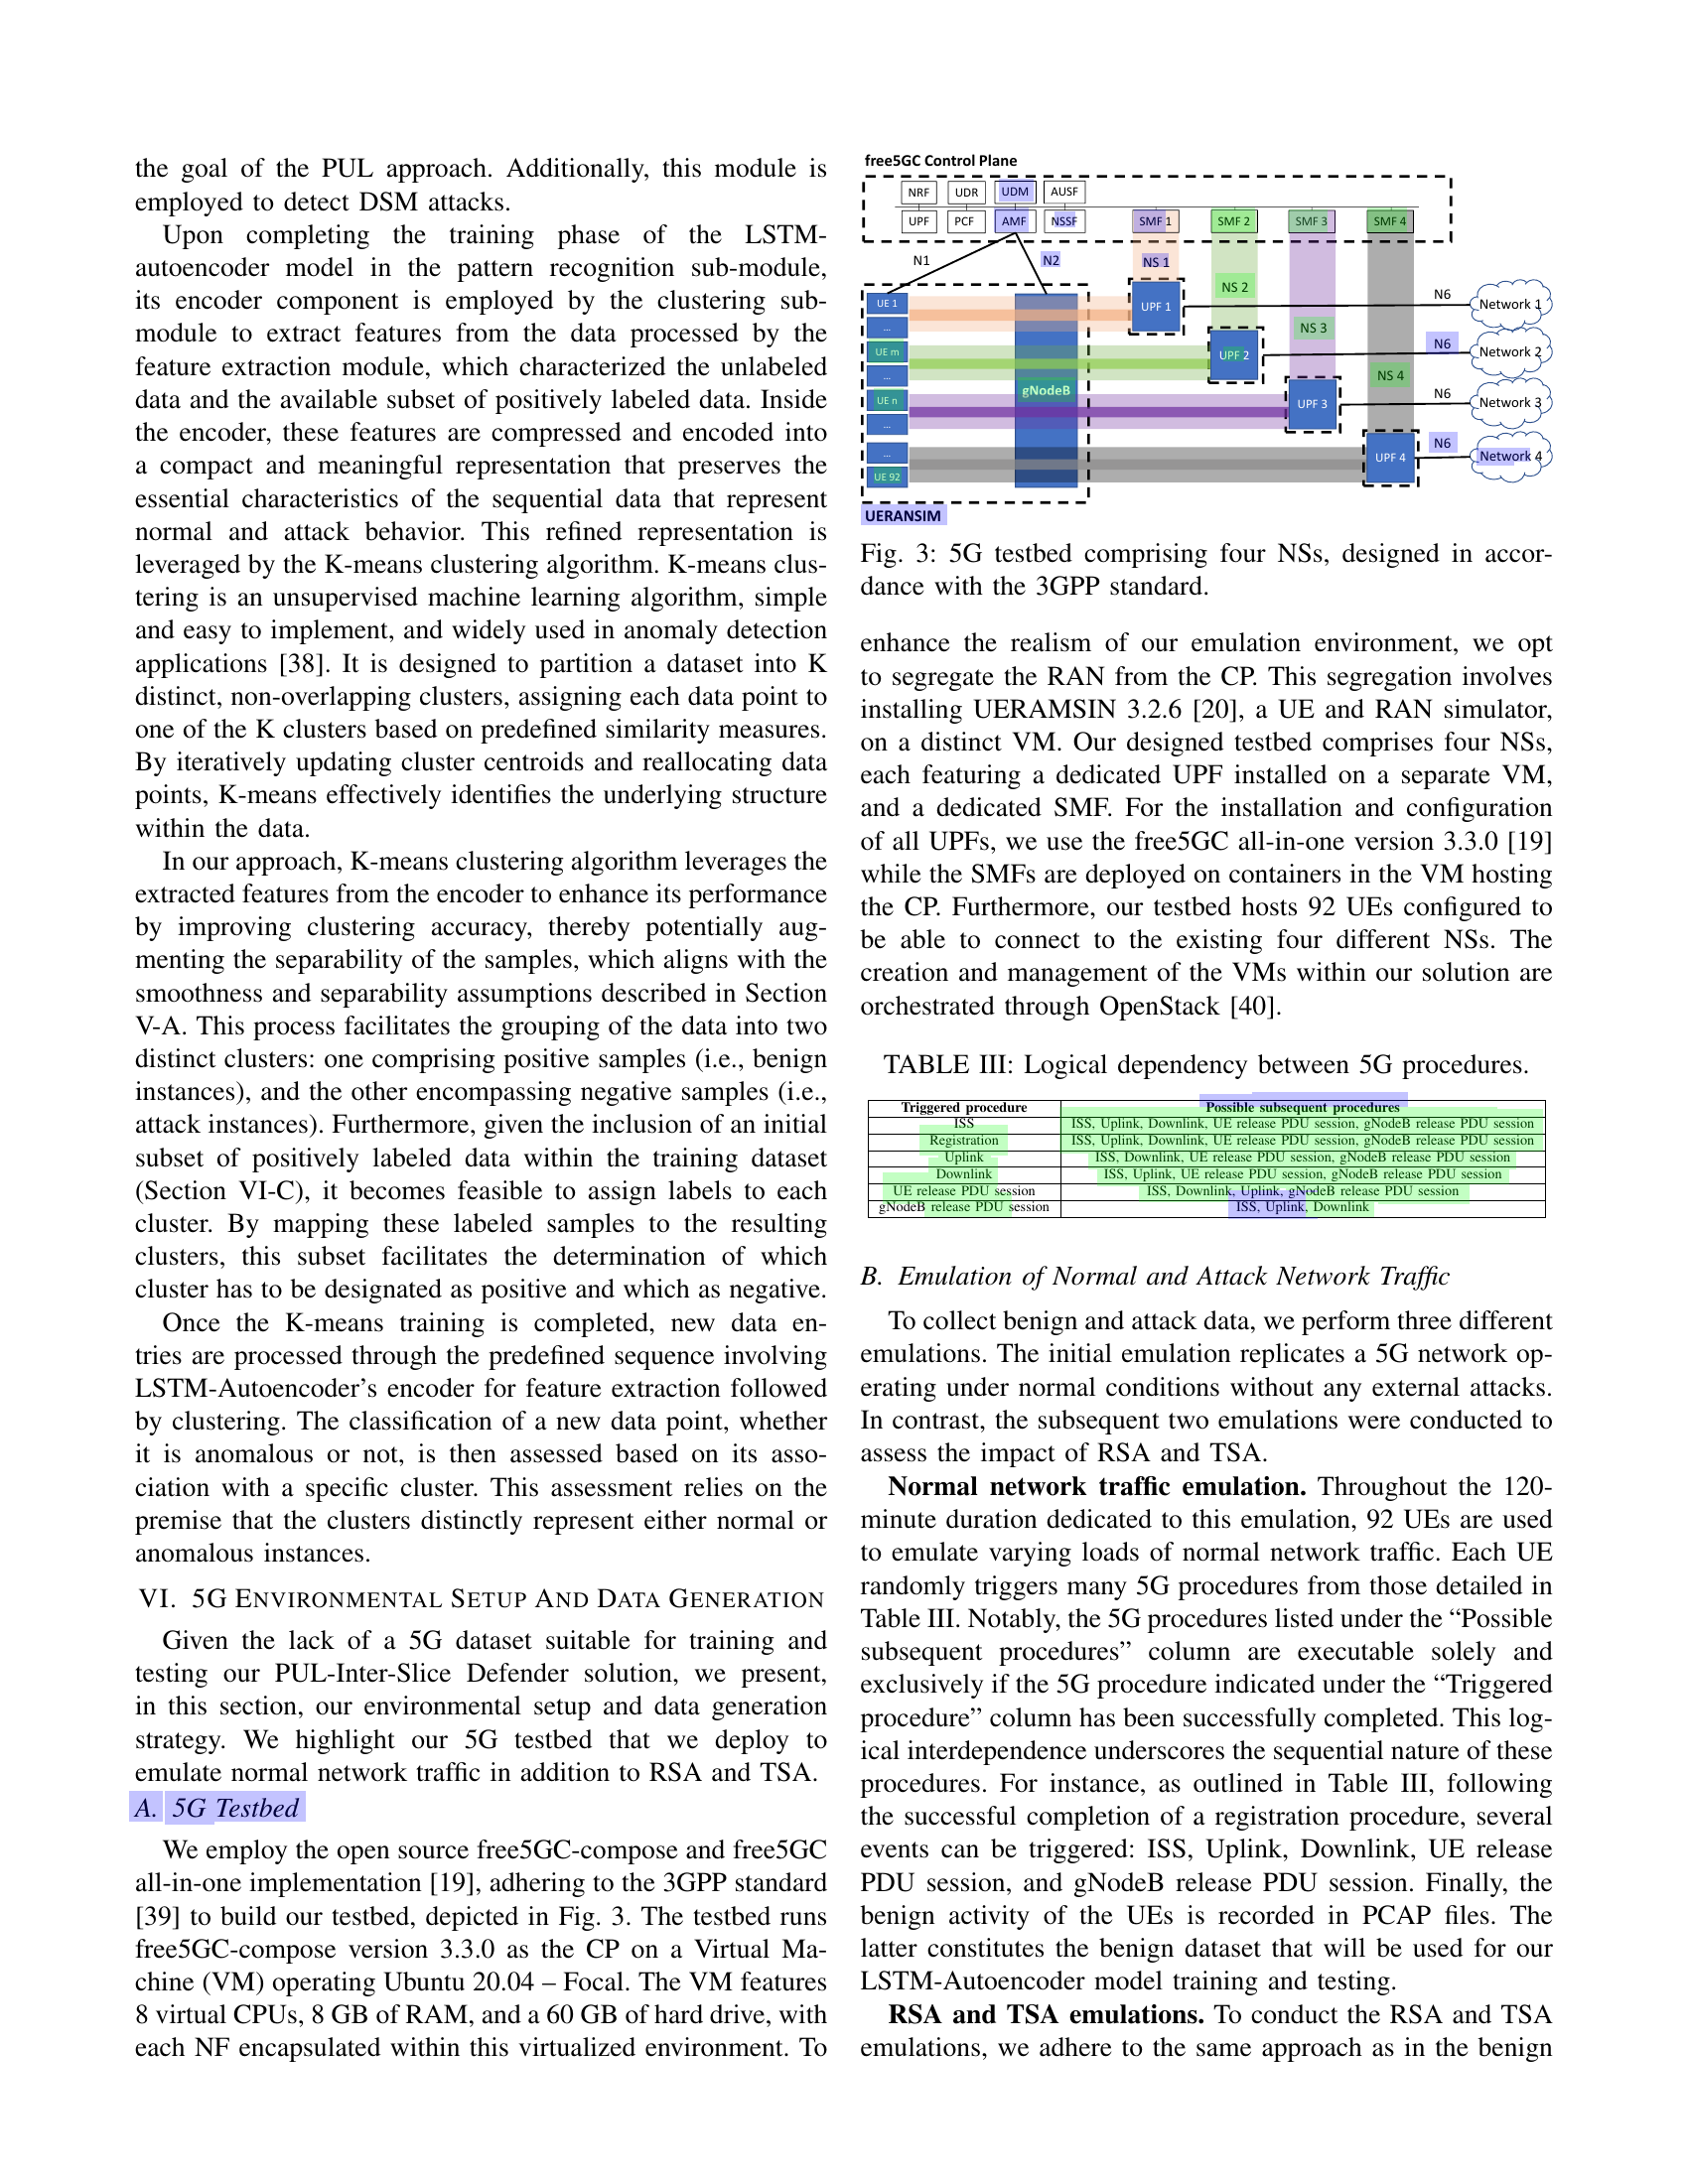 the goal of the PUL approach. Additionally, this module is
employed to detect DSM attacks.
Upon completing the training phase of the LSTM-
autoencoder model in the pattern recognition sub-module,
its encoder component is employed by the clustering sub-
module to extract features from the data processed by the
feature extraction module, which characterized the unlabeled
data and the available subset of positively labeled data. Inside
the encoder, these features are compressed and encoded into
a compact and meaningful representation that preserves the
essential characteristics of the sequential data that represent
normal and attack behavior. This refined representation is
leveraged by the K-means clustering algorithm. K-means clus-
tering is an unsupervised machine learning algorithm, simple
and easy to implement, and widely used in anomaly detection
applications [38]. It is designed to partition a dataset into K
distinct, non-overlapping clusters, assigning each data point to
one of the K clusters based on predefined similarity measures.
By iteratively updating cluster centroids and reallocating data
points, K-means effectively identifies the underlying structure
within the data.
In our approach, K-means clustering algorithm leverages the
extracted features from the encoder to enhance its performance
by improving clustering accuracy, thereby potentially aug-
menting the separability of the samples, which aligns with the
smoothness and separability assumptions described in Section
V-A. This process facilitates the grouping of the data into two
distinct clusters: one comprising positive samples (i.e., benign
instances), and the other encompassing negative samples (i.e.,
attack instances). Furthermore, given the inclusion of an initial
subset of positively labeled data within the training dataset
(Section VI-C), it becomes feasible to assign labels to each
cluster. By mapping these labeled samples to the resulting
clusters, this subset facilitates the determination of which
cluster has to be designated as positive and which as negative.
Once the K-means training is completed, new data en-
tries are processed through the predefined sequence involving
LSTM-Autoencoder's encoder for feature extraction followed
by clustering. The classification of a new data point, whether
it is anomalous or not, is then assessed based on its asso-
ciation with a specific cluster. This assessment relies on the
premise that the clusters distinctly represent either normal or
anomalous instances.
VI. 5G ENVIRONMENTAL SETUP AND DATA GENERATION
Given the lack of a 5G dataset suitable for training and
testing our PUL-Inter-Slice Defender solution, we present,
in this section, our environmental setup and data generation
strategy. We highlight our 5G testbed that we deploy to
emulate normal network traffic in addition to RSA and TSA.
A. 5G Testbed
We employ the open source free5GC-compose and free5GC
all-in-one implementation [19], adhering to the 3GPP standard
[39] to build our testbed, depicted in Fig. 3. The testbed runs
free5GC-compose version 3.3.0 as the CP on a Virtual Ma-
chine (VM) operating Ubuntu 20.04 – Focal. The VM features
8 virtual CPUs, 8 GB of RAM, and a 60 GB of hard drive, with
each NF encapsulated within this virtualized environment. To
free5GC Control Plane
NRF UDR UDM AUSF
UPF PCF AMF NSSF SMF 1 SMF 2 SMF 3 SMF 4
N1 N2 NS 1
NS 2
NS 3
NS 4
UE 1
...
UE m
...
UE n
...
...
UE 92
gNodeB
UPF 1 N6 Network 1
UPF 2 N6 Network 2
UPF 3 N6 Network 3
UPF 4 N6 Network 4
UERANSIM
Fig. 3: 5G testbed comprising four NSs, designed in accor-
dance with the 3GPP standard.
enhance the realism of our emulation environment, we opt
to segregate the RAN from the CP. This segregation involves
installing UERAMSIN 3.2.6 [20], a UE and RAN simulator,
on a distinct VM. Our designed testbed comprises four NSs,
each featuring a dedicated UPF installed on a separate VM,
and a dedicated SMF. For the installation and configuration
of all UPFs, we use the free5GC all-in-one version 3.3.0 [19]
while the SMFs are deployed on containers in the VM hosting
the CP. Furthermore, our testbed hosts 92 UEs configured to
be able to connect to the existing four different NSs. The
creation and management of the VMs within our solution are
orchestrated through OpenStack [40].
TABLE III: Logical dependency between 5G procedures.
Triggered procedure Possible subsequent procedures
ISS ISS, Uplink, Downlink, UE release PDU session, gNodeB release PDU session
Registration ISS, Uplink, Downlink, UE release PDU session, gNodeB release PDU session
Uplink ISS, Downlink, UE release PDU session, gNodeB release PDU session
Downlink ISS, Uplink, UE release PDU session, gNodeB release PDU session
UE release PDU session ISS, Downlink, Uplink, gNodeB release PDU session
gNodeB release PDU session ISS, Uplink, Downlink
B. Emulation of Normal and Attack Network Traffic
To collect benign and attack data, we perform three different
emulations. The initial emulation replicates a 5G network op-
erating under normal conditions without any external attacks.
In contrast, the subsequent two emulations were conducted to
assess the impact of RSA and TSA.
Normal network traffic emulation. Throughout the 120-
minute duration dedicated to this emulation, 92 UEs are used
to emulate varying loads of normal network traffic. Each UE
randomly triggers many 5G procedures from those detailed in
Table III. Notably, the 5G procedures listed under the “Possible
subsequent procedures” column are executable solely and
exclusively if the 5G procedure indicated under the “Triggered
procedure” column has been successfully completed. This log-
ical interdependence underscores the sequential nature of these
procedures. For instance, as outlined in Table III, following
the successful completion of a registration procedure, several
events can be triggered: ISS, Uplink, Downlink, UE release
PDU session, and gNodeB release PDU session. Finally, the
benign activity of the UEs is recorded in PCAP files. The
latter constitutes the benign dataset that will be used for our
LSTM-Autoencoder model training and testing.
RSA and TSA emulations. To conduct the RSA and TSA
emulations, we adhere to the same approach as in the benign